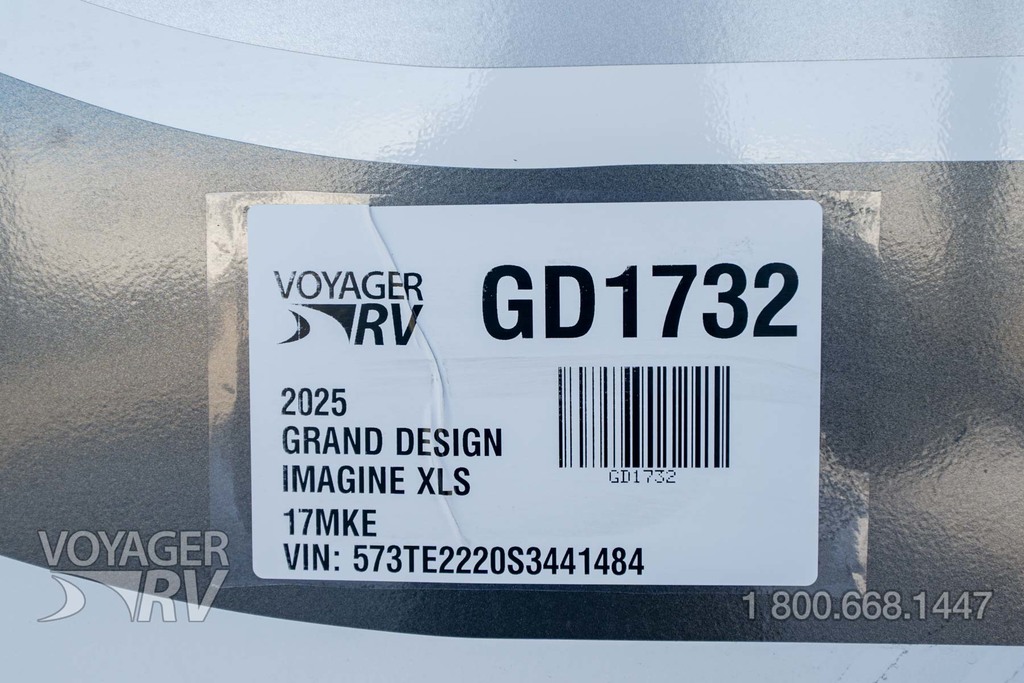 VOYAGER
RV
GD1732
2025
GRAND DESIGN
IMAGINE XLS
17MKE
VIN: 573TE2220S3441484
GD1732
VOYAGER
RV
1 800.668.1447